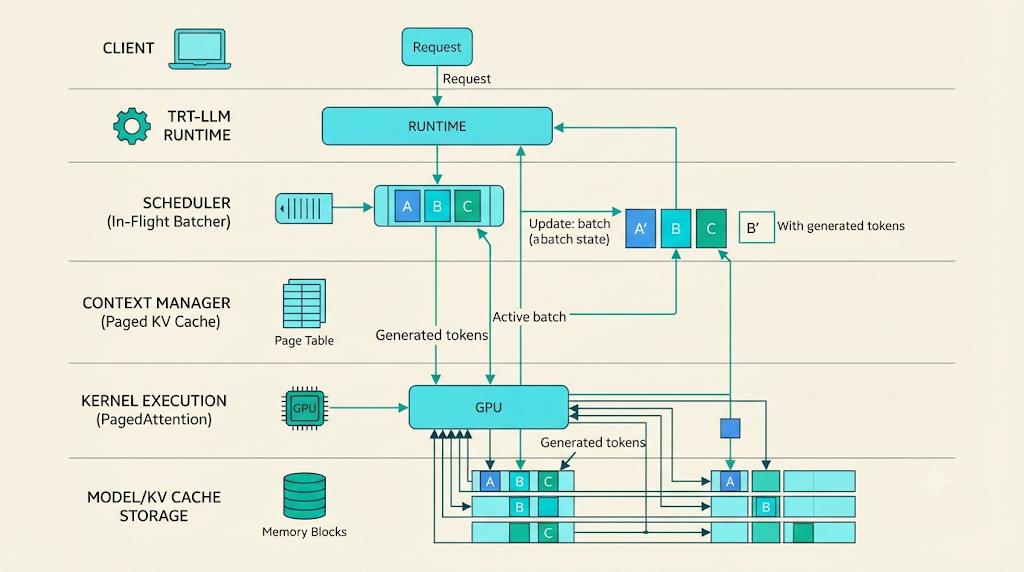 CLIENT
Request
Request
TRT-LLM
RUNTIME
RUNTIME
SCHEDULER
(In-Flight Batcher)
A B C
Update: batch
(abatch state)
A' B C
B'
With generated tokens
CONTEXT MANAGER
(Paged KV Cache)
Page Table
Active batch
Generated tokens
KERNEL EXECUTION
(PagedAttention)
GPU
GPU
Generated tokens
MODEL/KV CACHE
STORAGE
Memory Blocks
A B C
B
C
A
B